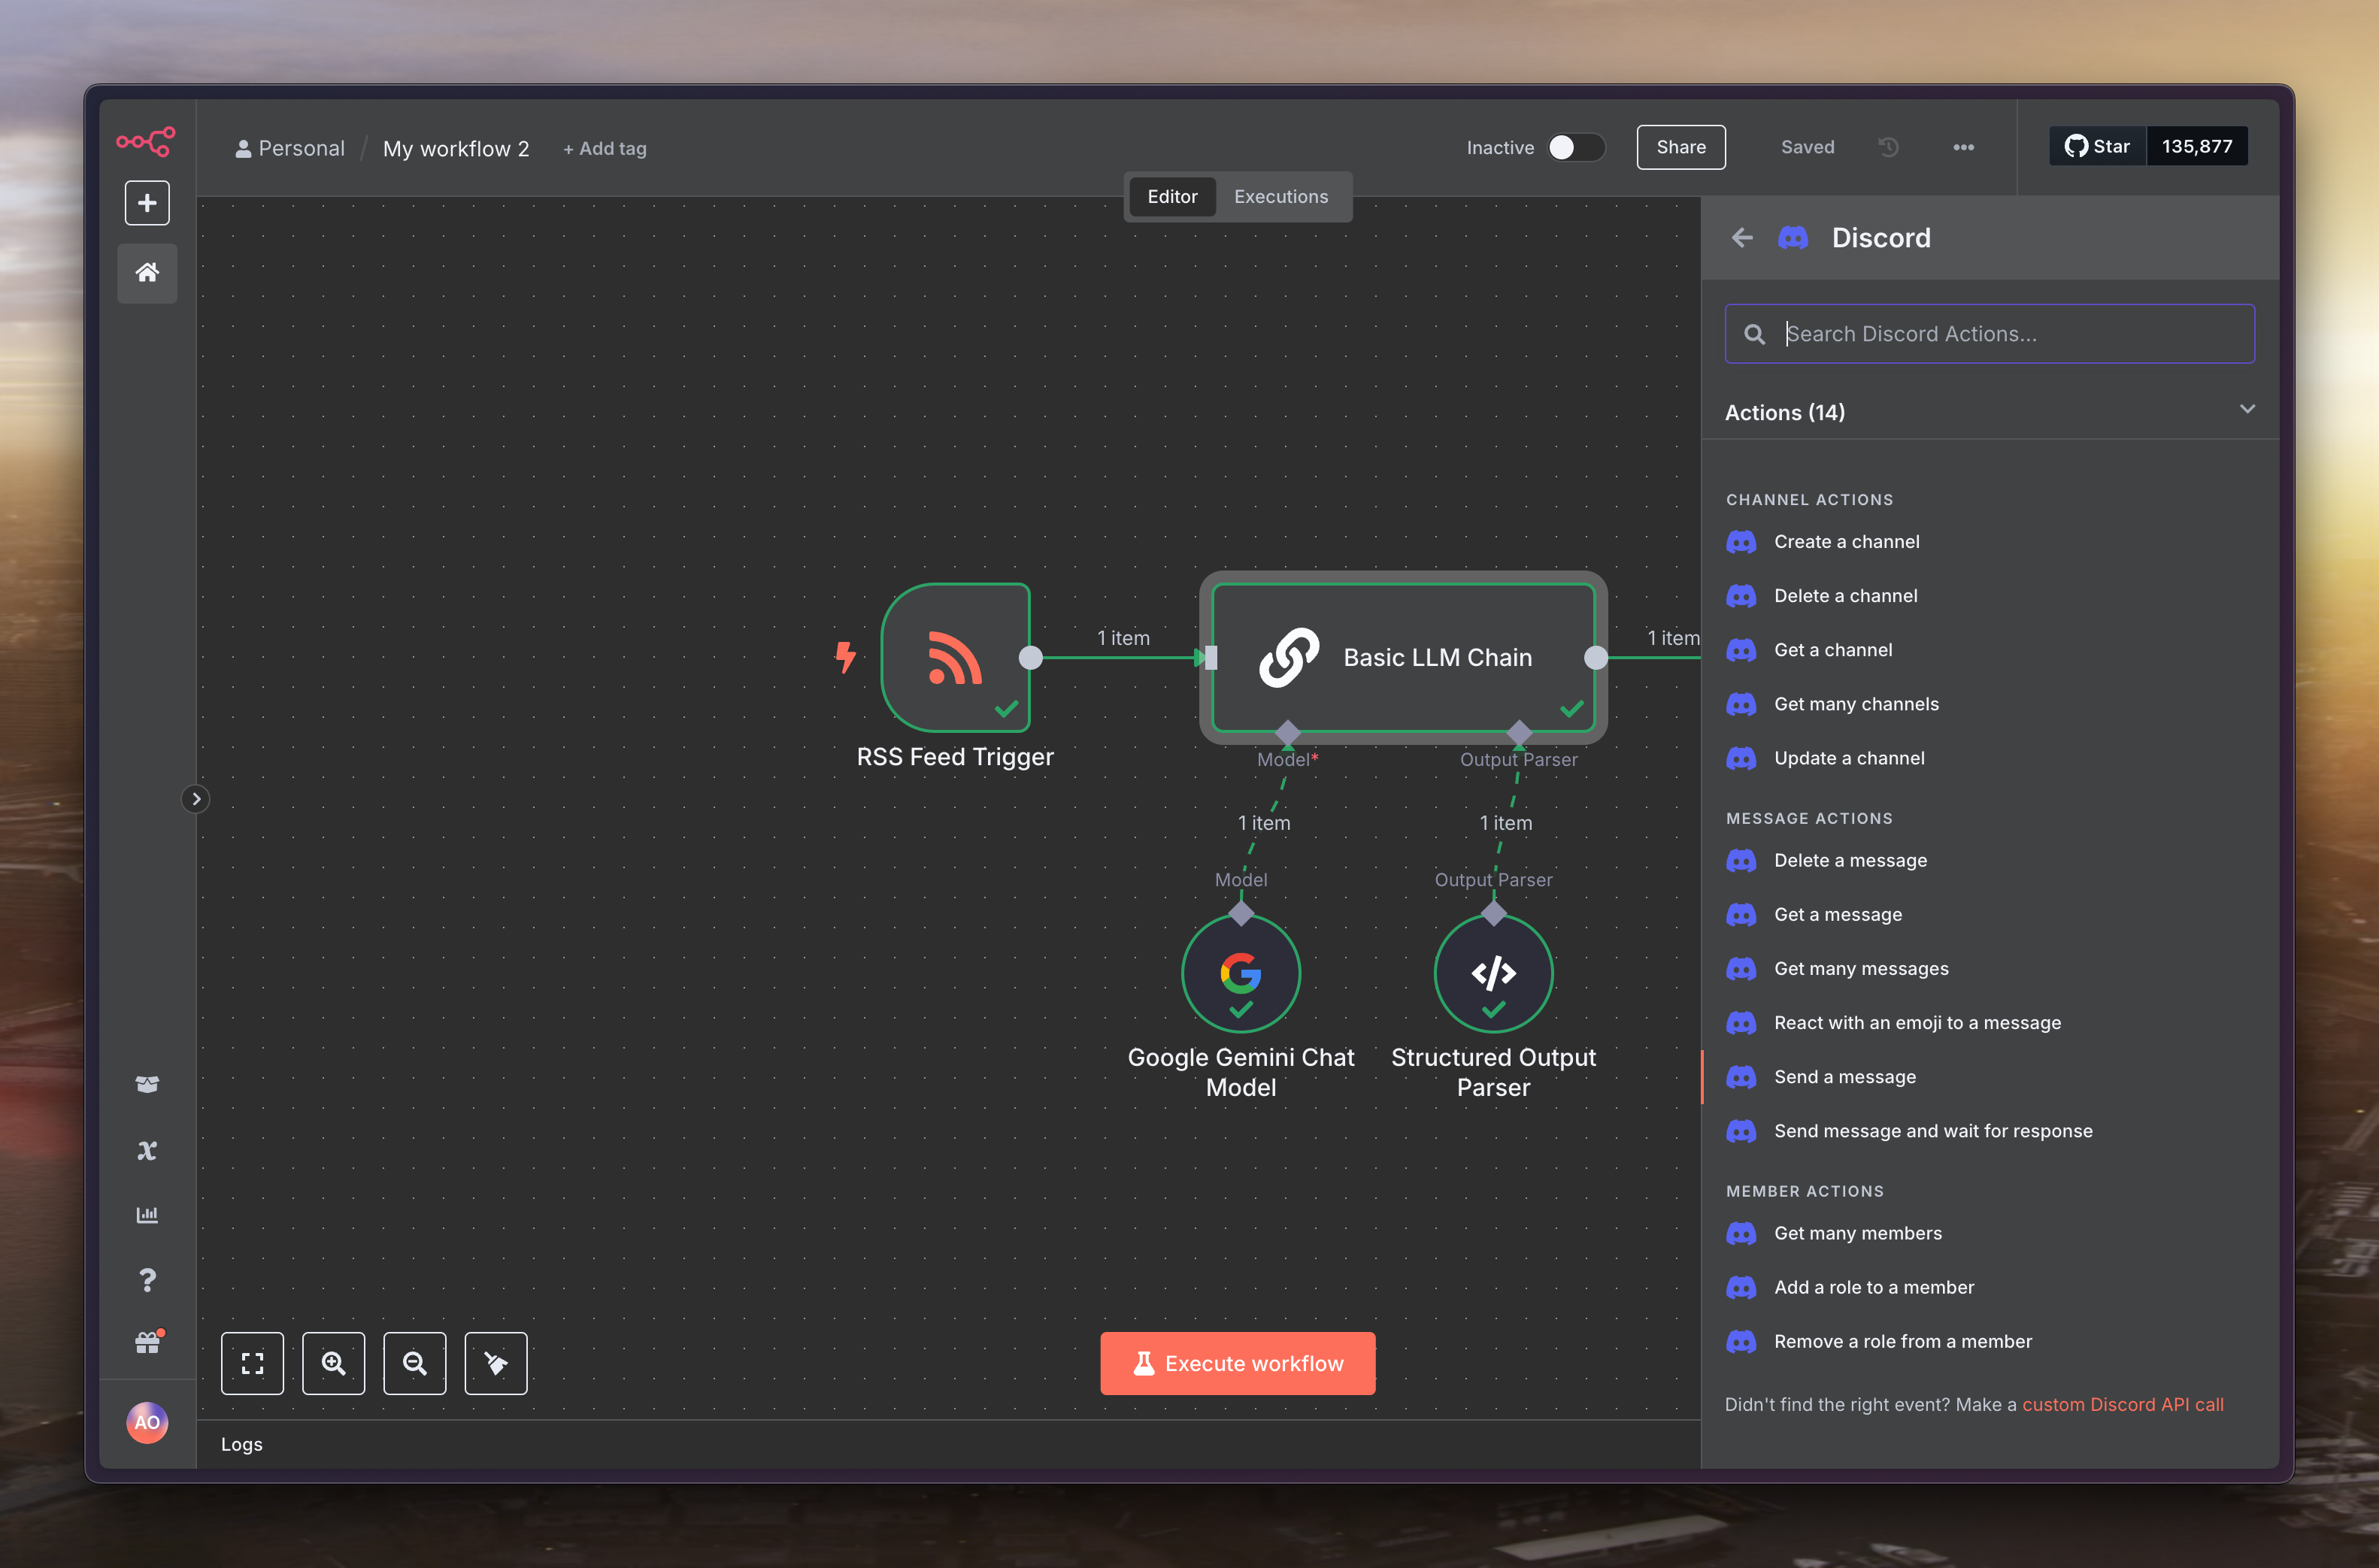 Personal / My workflow 2 + Add tag
Inactive Share Saved Star 135,877
Editor Executions
1 item
1 item
Basic LLM Chain
RSS Feed Trigger
Model* Output Parser
1 item 1 item
Model Output Parser
Google Gemini Chat Model
Structured Output Parser
Execute workflow
AO
Logs
Discord
Search Discord Actions...
Actions (14)
CHANNEL ACTIONS
Create a channel
Delete a channel
Get a channel
Get many channels
Update a channel
MESSAGE ACTIONS
Delete a message
Get a message
Get many messages
React with an emoji to a message
Send a message
Send message and wait for response
MEMBER ACTIONS
Get many members
Add a role to a member
Remove a role from a member
Didn't find the right event? Make a custom Discord API call